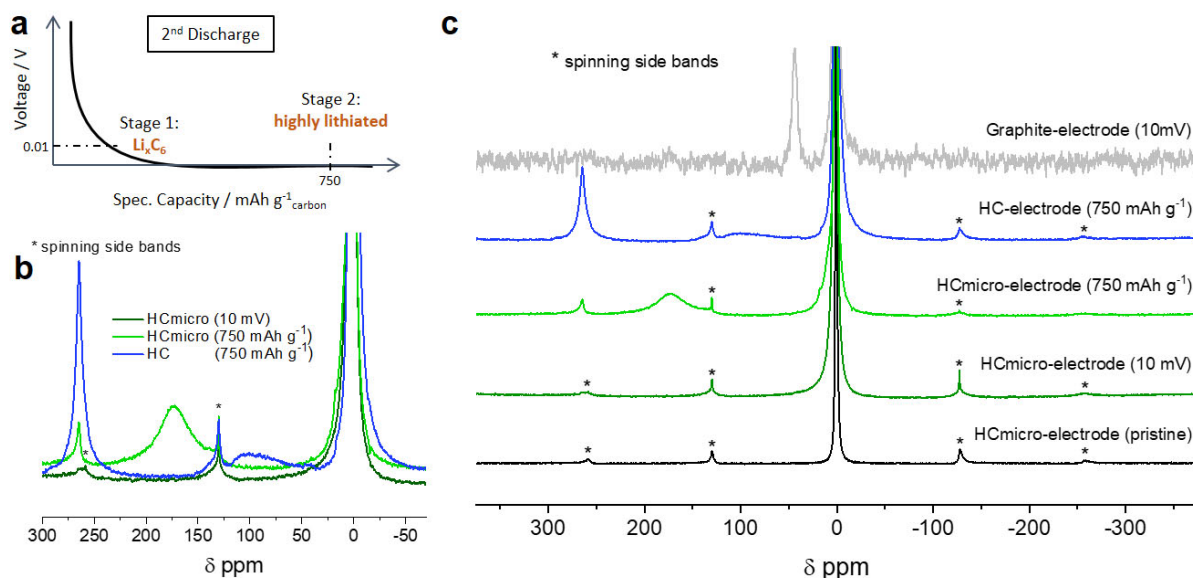 a
2nd Discharge
Voltage / V
0.01
Stage 1:
LixC6
Stage 2:
highly lithiated
750
Spec. Capacity / mAh g-1carbon
* spinning side bands
b
HCmicro (10 mV)
HCmicro (750 mAh g-1)
HC (750 mAh g-1)
*
*
300 250 200 150 100 50 0 -50
δ ppm
c
* spinning side bands
Graphite-electrode (10mV)
HC-electrode (750 mAh g-1)
* * *
HCmicro-electrode (750 mAh g-1)
* *
HCmicro-electrode (10 mV)
* * * *
HCmicro-electrode (pristine)
* * * *
300 200 100 0 -100 -200 -300
δ ppm